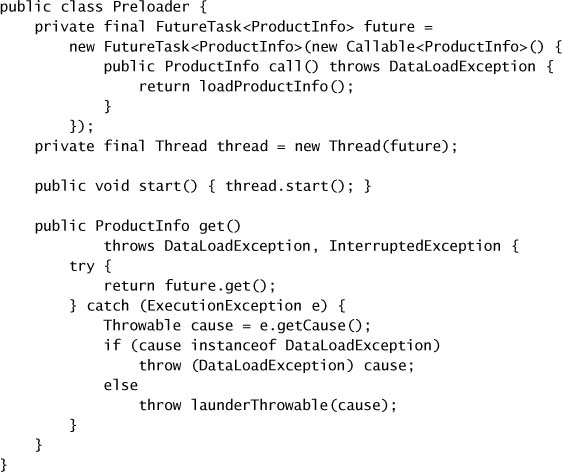 public class Preloader {
    private final FutureTask<ProductInfo> future =
        new FutureTask<ProductInfo>(new Callable<ProductInfo>() {
            public ProductInfo call() throws DataLoadException {
                return loadProductInfo();
            }
        });
    private final Thread thread = new Thread(future);

    public void start() { thread.start(); }

    public ProductInfo get()
            throws DataLoadException, InterruptedException {
        try {
            return future.get();
        } catch (ExecutionException e) {
            Throwable cause = e.getCause();
            if (cause instanceof DataLoadException)
                throw (DataLoadException) cause;
            else
                throw launderThrowable(cause);
        }
    }
}